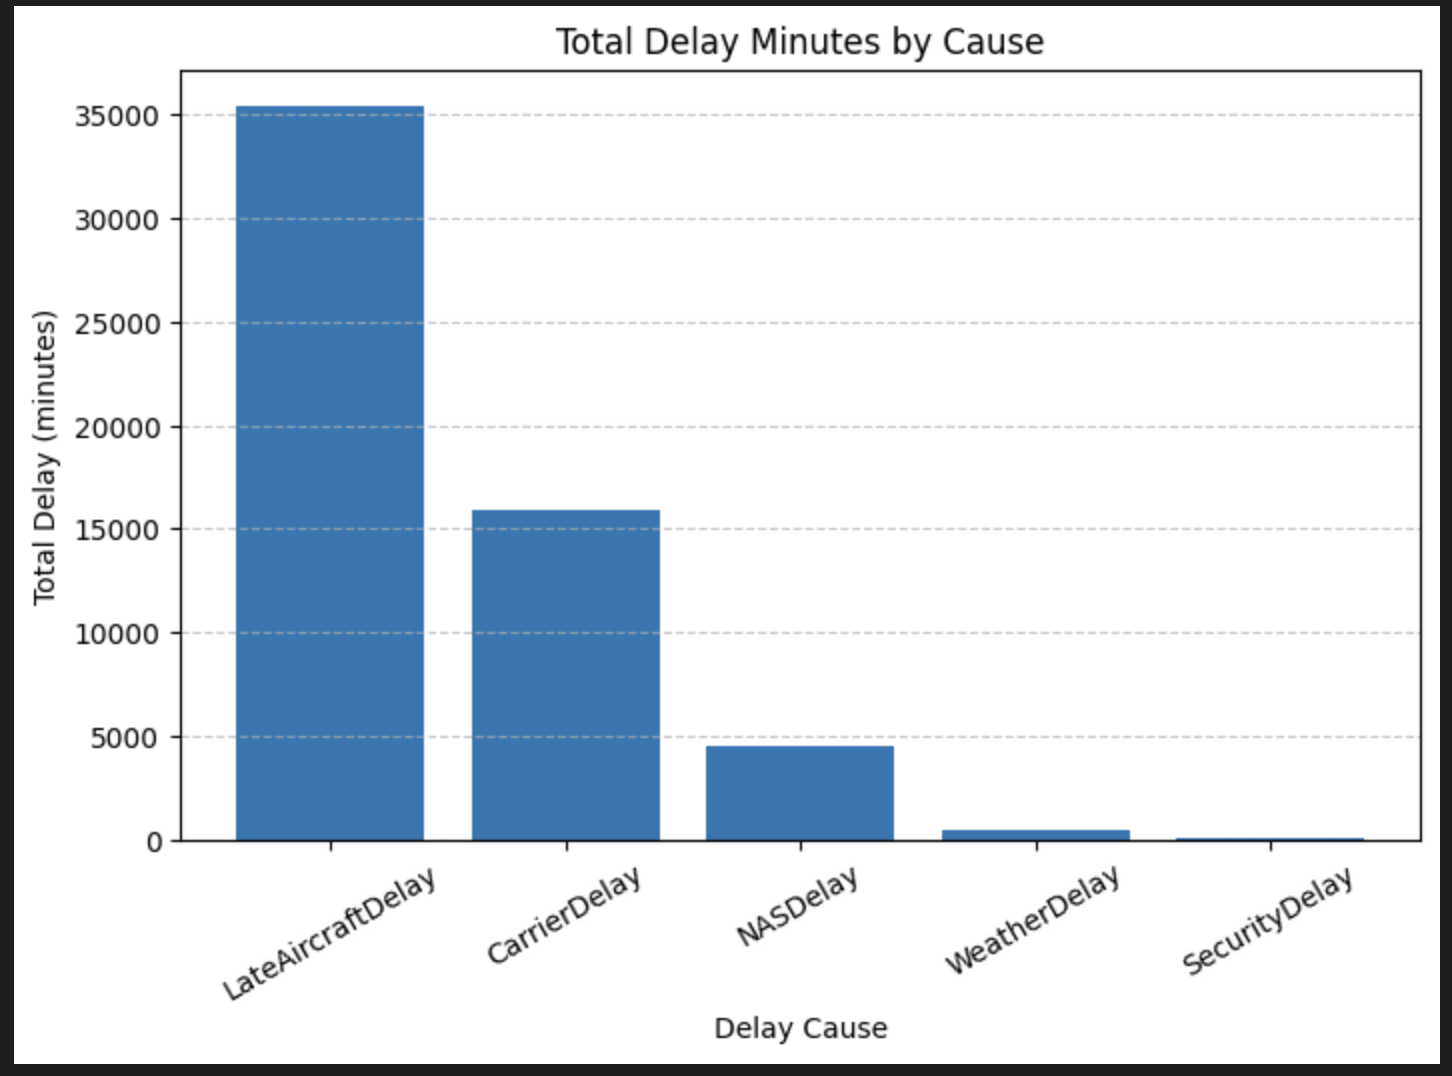 Total Delay Minutes by Cause
Total Delay (minutes)
35000
30000
25000
20000
15000
10000
5000
0
LateAircraftDelay
CarrierDelay
NASDelay
WeatherDelay
SecurityDelay
Delay Cause